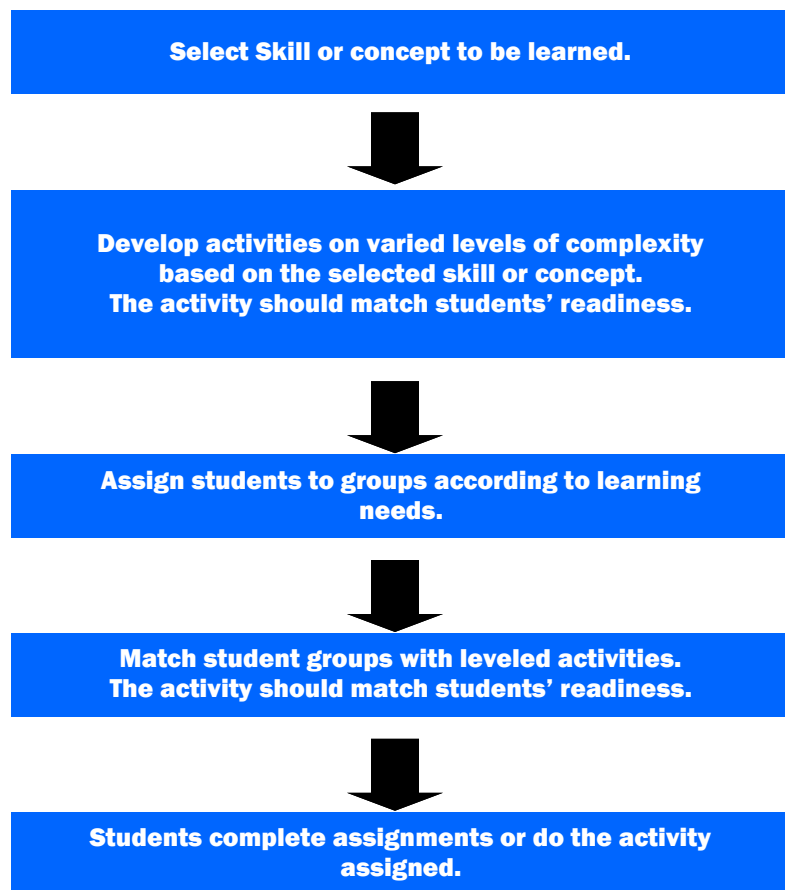 Select Skill or concept to be learned.
Develop activities on varied levels of complexity
based on the selected skill or concept.
The activity should match students’ readiness.
Assign students to groups according to learning
needs.
Match student groups with leveled activities.
The activity should match students’ readiness.
Students complete assignments or do the activity
assigned.